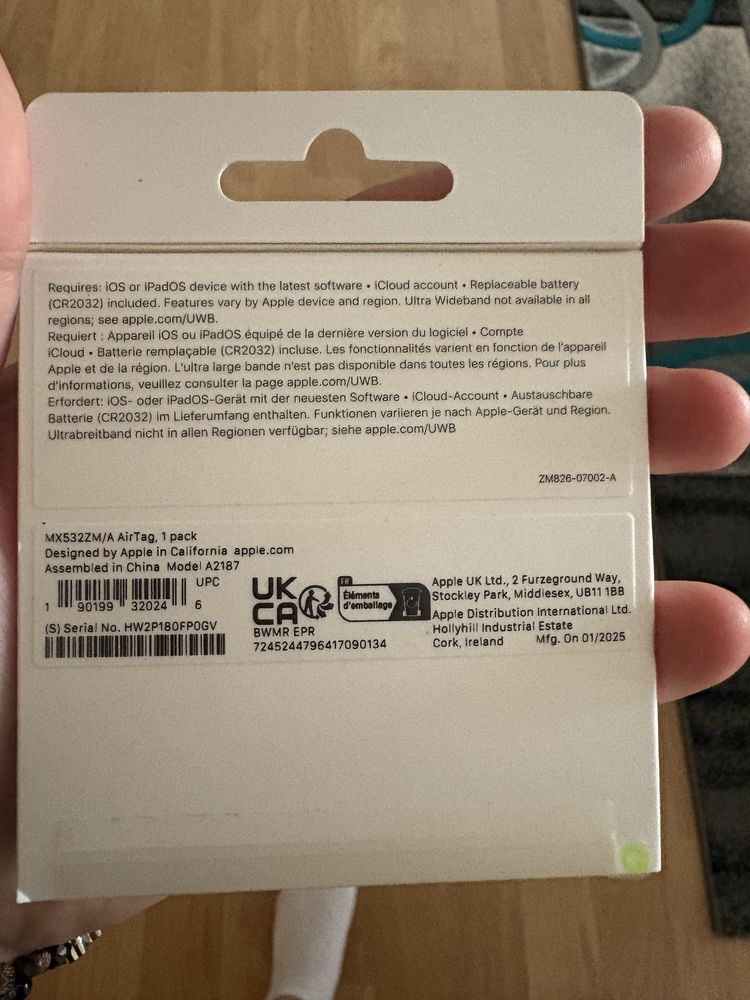 Requires: iOS or iPadOS device with the latest software • iCloud account • Replaceable battery
(CR2032) included. Features vary by Apple device and region. Ultra Wideband not available in all
regions; see apple.com/UWB.
Requiert : Appareil iOS ou iPadOS équipé de la dernière version du logiciel • Compte
iCloud • Batterie remplaçable (CR2032) incluse. Les fonctionnalités varient en fonction de l’appareil
Apple et de la région. L’ultra large bande n’est pas disponible dans toutes les régions. Pour plus
d’informations, veuillez consulter la page apple.com/UWB.
Erfordert: iOS- oder iPadOS-Gerät mit der neuesten Software • iCloud-Account • Austauschbare
Batterie (CR2032) im Lieferumfang enthalten. Funktionen variieren je nach Apple-Gerät und Region.
Ultrabreitband nicht in allen Regionen verfügbar; siehe apple.com/UWB
ZM826-07002-A
MX532ZM/A AirTag, 1 pack
Designed by Apple in California apple.com
Assembled in China Model A2187
UPC
1 90199 32024 6
(S) Serial No. HW2P180FP0GV
UK
CA
BWMR EPR
7245244796417090134
FR
Éléments
d’emballage
Apple UK Ltd., 2 Furzeground Way,
Stockley Park, Middlesex, UB11 1BB
Apple Distribution International Ltd.
Hollyhill Industrial Estate
Cork, Ireland Mfg. On 01/2025